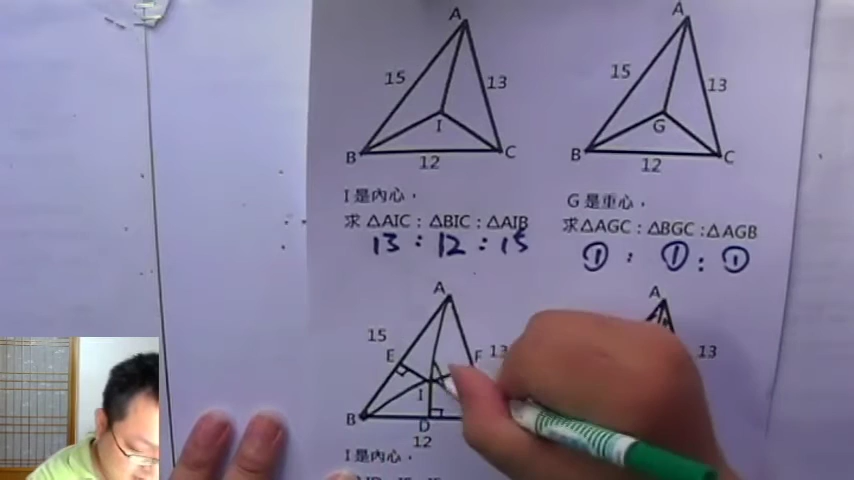 A
15
13
I
B
12
C
I是內心，
求 △AIC：△BIC：△AIB
13 : 12 : 15
A
15
13
G
B
12
C
G是重心，
求△AGC：△BGC：△AGB
① : ① : ①
A
15
E
F
13
I
B
D
12
I是內心，
A
13